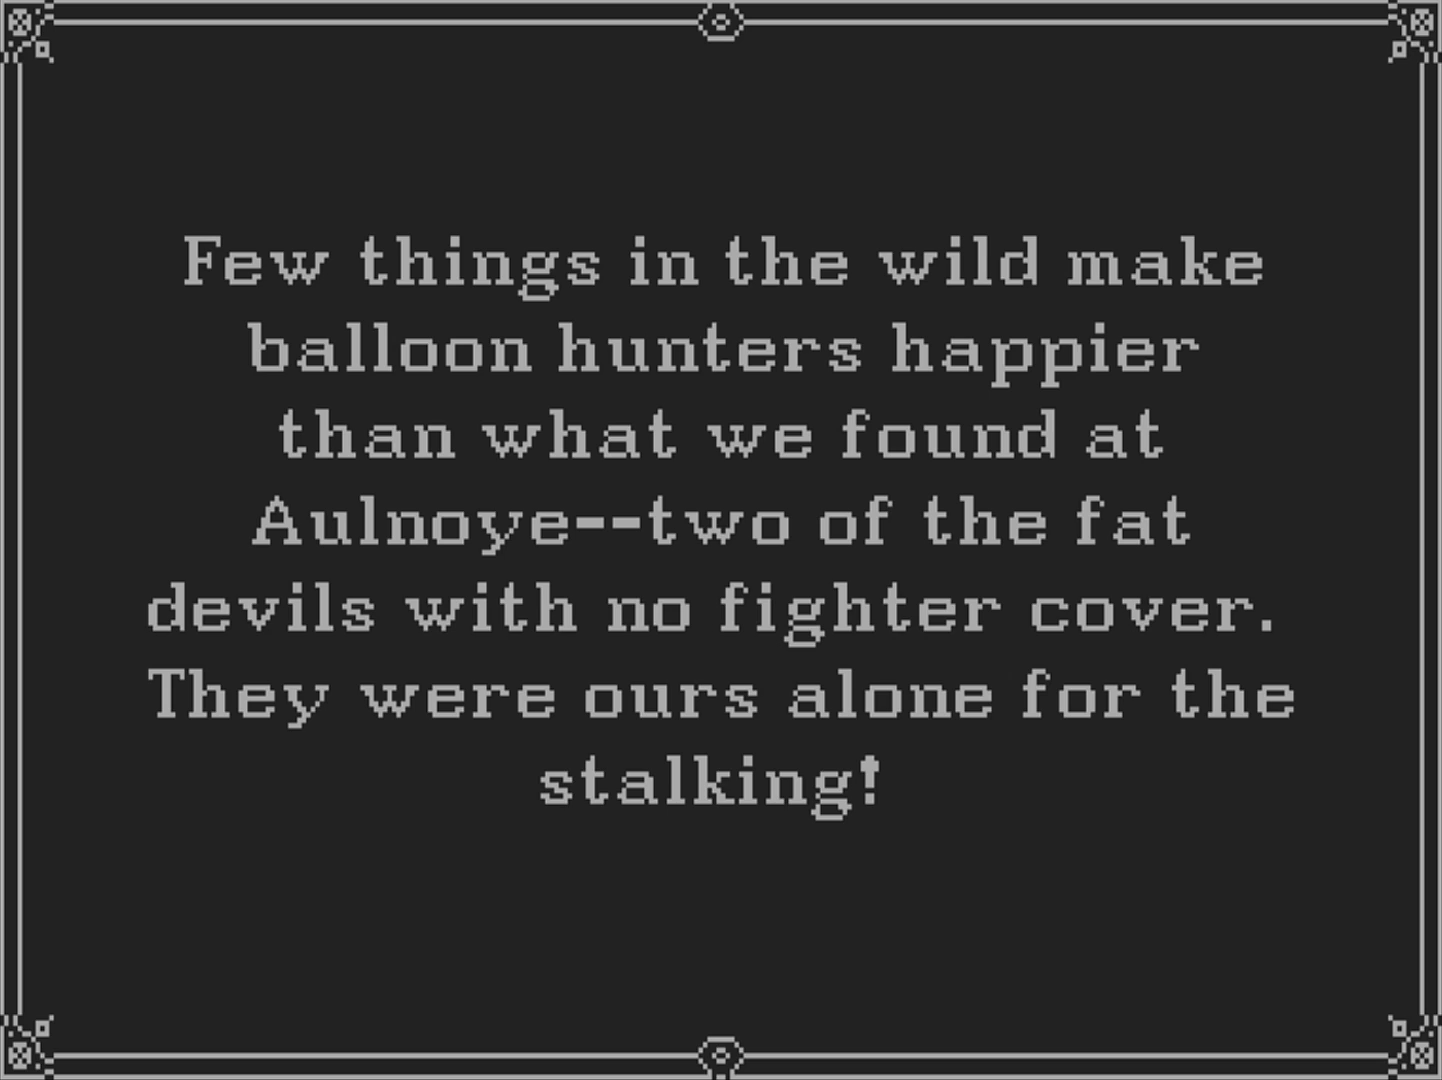 Few things in the wild make
balloon hunters happier
than what we found at
Aulnoye--two of the fat
devils with no fighter cover.
They were ours alone for the
stalking!